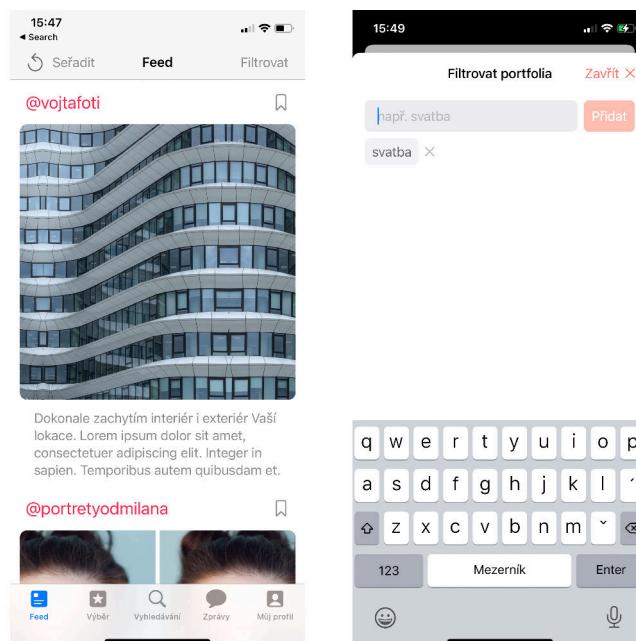 15:47
Search
Seřadit
Feed
Filtrovat
@vojtafoti
Dokonale zachytím interiér i exteriér Vaší
lokace. Lorem ipsum dolor sit amet,
consectetuer adipiscing elit. Integer in
sapien. Temporibus autem quibusdam et.
@portretyodmilana
Feed
Výběr
Vyhledávání
Zprávy
Můj profil
15:49
Filtrovat portfolia
Zavřít ×
např. svatba
Přidat
svatba ×
q w e r t y u i o p
a s d f g h j k l ´
z x c v b n m ˇ
123
Mezerník
Enter